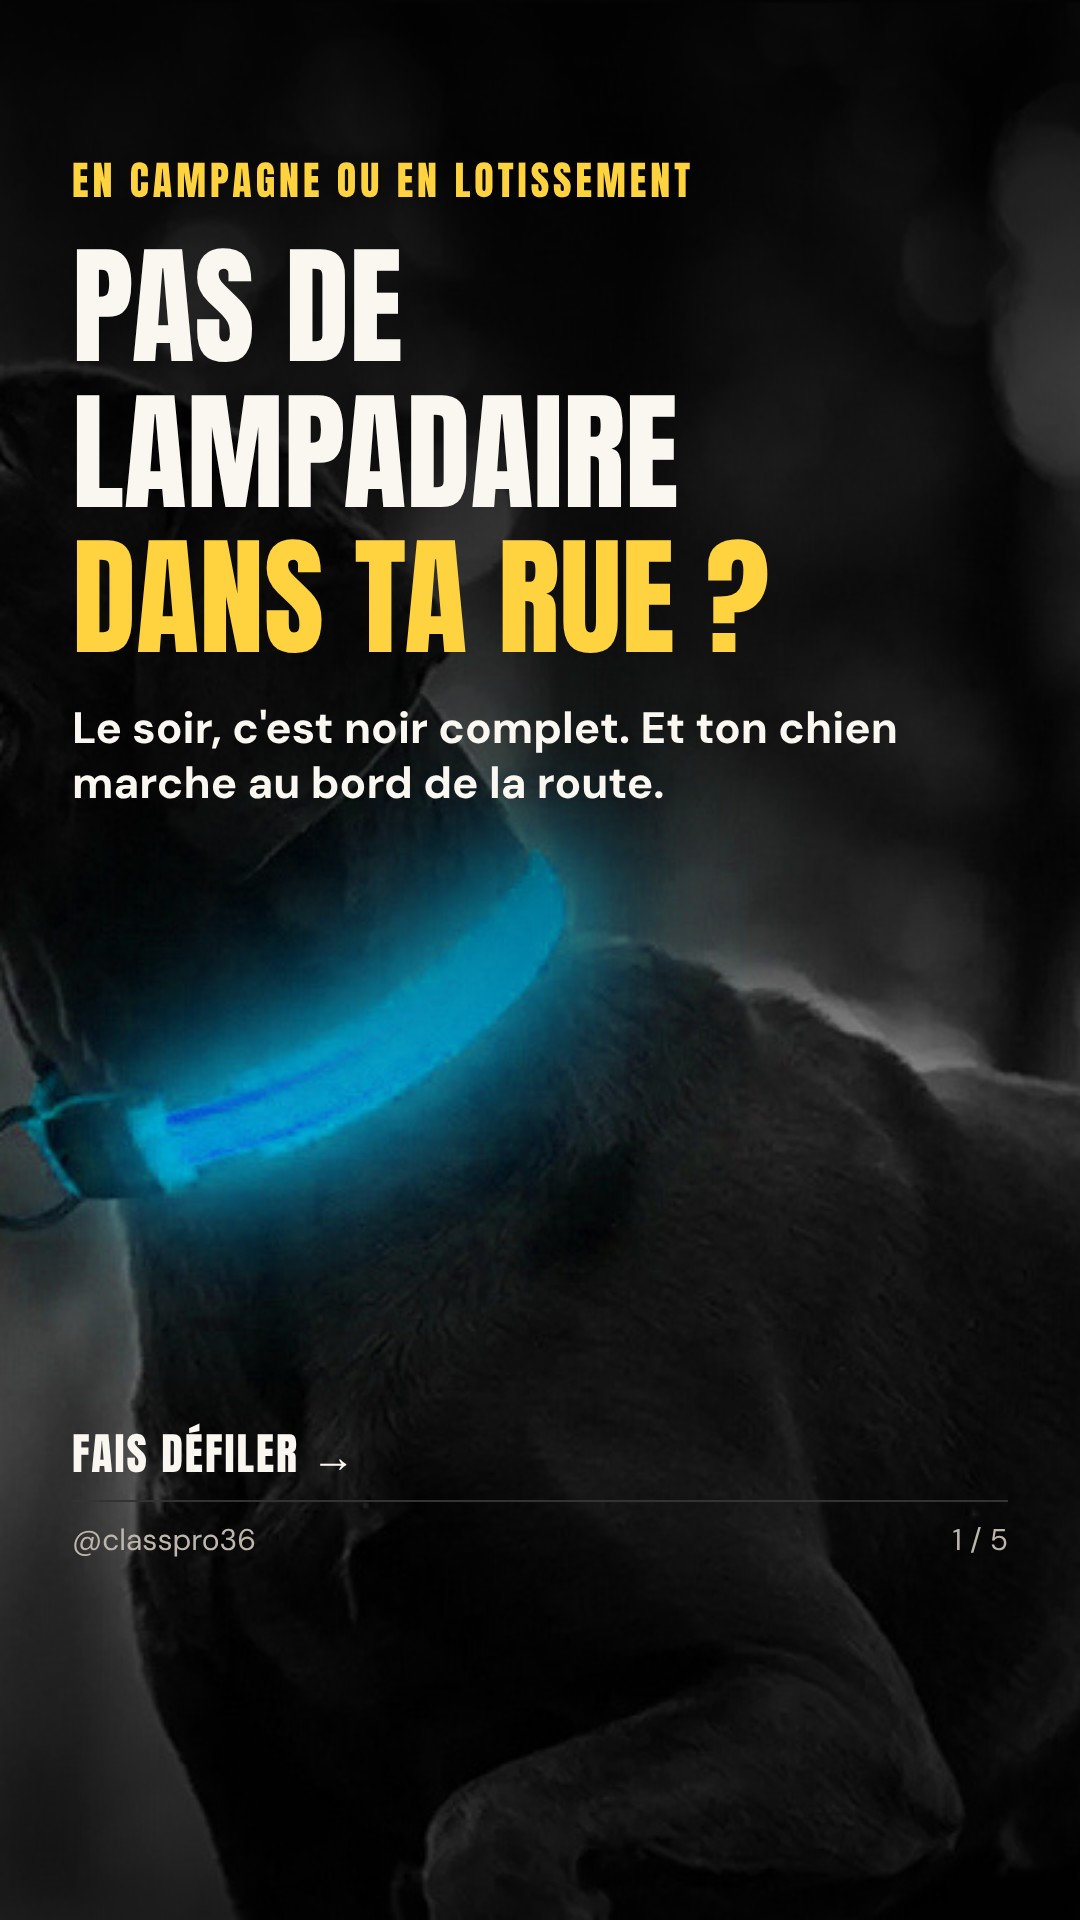 EN CAMPAGNE OU EN LOTISSEMENT
PAS DE
LAMPADAIRE
DANS TA RUE ?
Le soir, c'est noir complet. Et ton chien
marche au bord de la route.
FAIS DÉFILER →
@classpro36
1 / 5